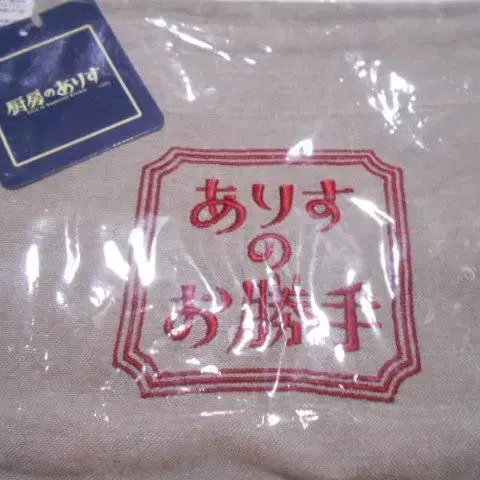 厨房のありす
ありす
の
お勝手